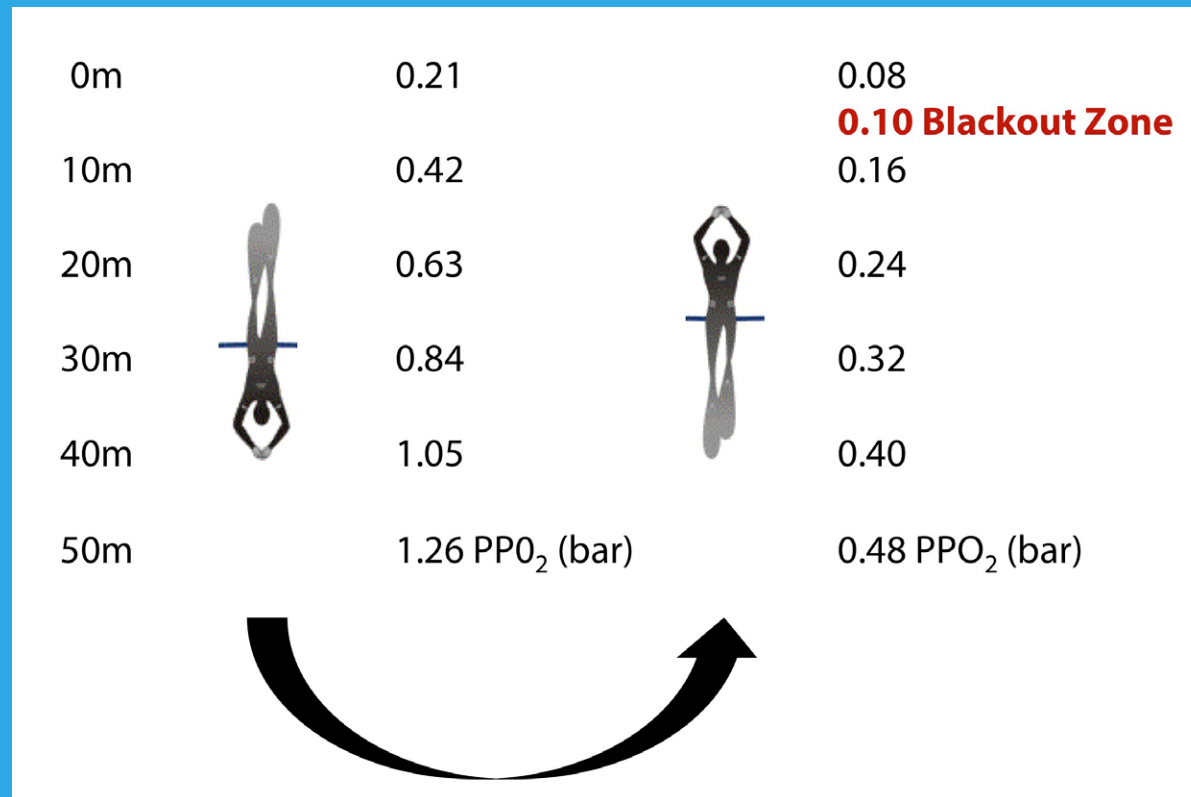 0m 0.21 0.08
0.10 Blackout Zone
10m 0.42 0.16
20m 0.63 0.24
30m 0.84 0.32
40m 1.05 0.40
50m 1.26 PP0₂ (bar) 0.48 PPO₂ (bar)